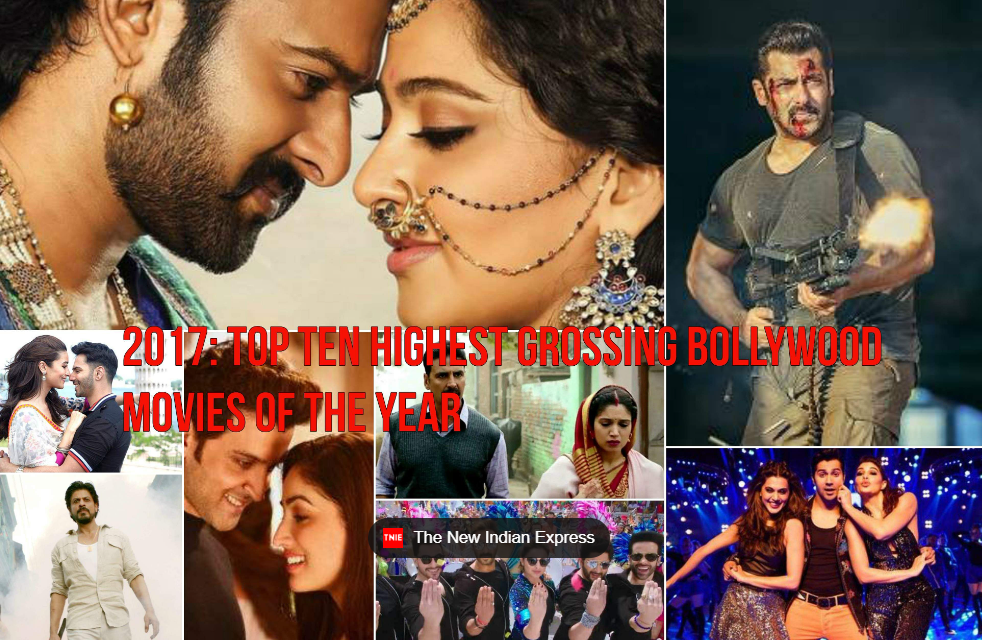 2017: TOP TEN HIGHEST GROSSING BOLLYWOOD
MOVIES OF THE YEAR
TNIE The New Indian Express